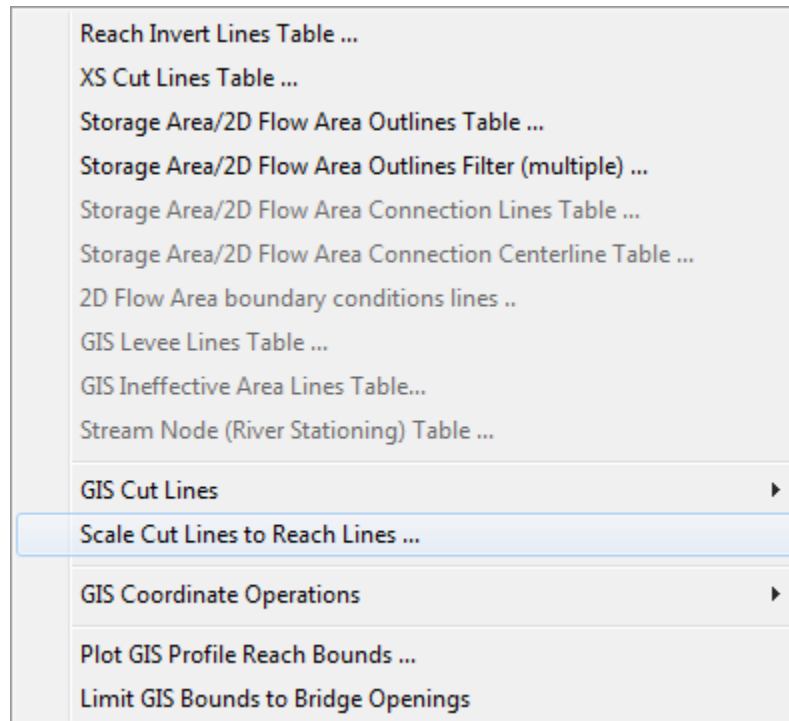 Reach Invert Lines Table ...
XS Cut Lines Table ...
Storage Area/2D Flow Area Outlines Table ...
Storage Area/2D Flow Area Outlines Filter (multiple) ...
Storage Area/2D Flow Area Connection Lines Table ...
Storage Area/2D Flow Area Connection Centerline Table ...
2D Flow Area boundary conditions lines ..
GIS Levee Lines Table ...
GIS Ineffective Area Lines Table...
Stream Node (River Stationing) Table ...
GIS Cut Lines
Scale Cut Lines to Reach Lines ...
GIS Coordinate Operations
Plot GIS Profile Reach Bounds ...
Limit GIS Bounds to Bridge Openings